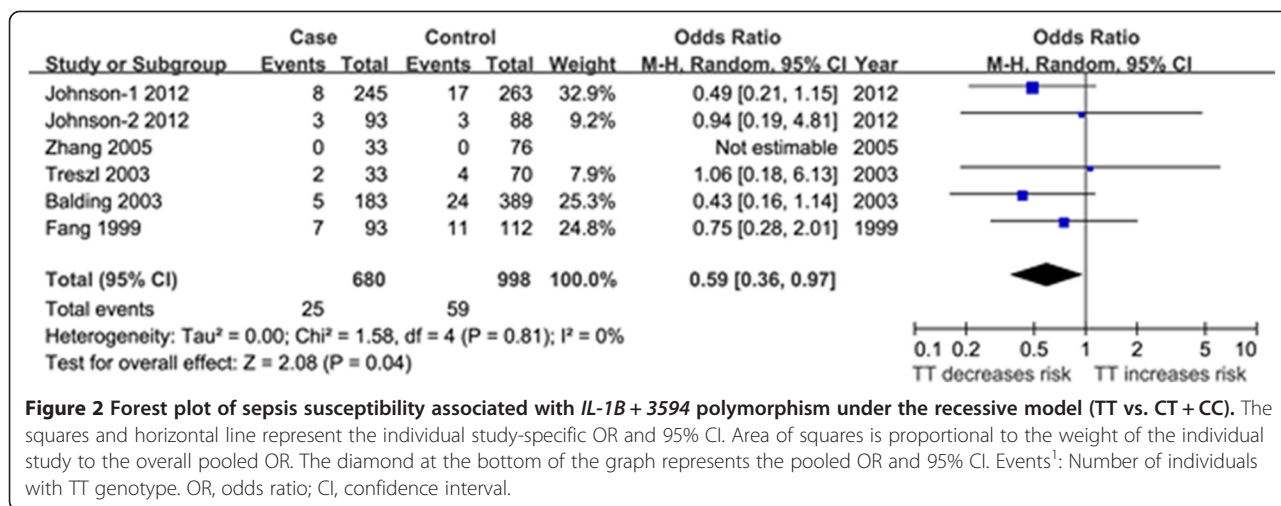 Case Control Odds Ratio Odds Ratio
Study or Subgroup Events Total Events Total Weight M-H, Random, 95% CI Year M-H, Random, 95% CI
Johnson-1 2012 8 245 17 263 32.9% 0.49 [0.21, 1.15] 2012
Johnson-2 2012 3 93 3 88 9.2% 0.94 [0.19, 4.81] 2012
Zhang 2005 0 33 0 76 Not estimable 2005
Treszl 2003 2 33 4 70 7.9% 1.06 [0.18, 6.13] 2003
Balding 2003 5 183 24 389 25.3% 0.43 [0.16, 1.14] 2003
Fang 1999 7 93 11 112 24.8% 0.75 [0.28, 2.01] 1999
Total (95% CI) 680 998 100.0% 0.59 [0.36, 0.97]
Total events 25 59
Heterogeneity: Tau² = 0.00; Chi² = 1.58, df = 4 (P = 0.81); I² = 0%
Test for overall effect: Z = 2.08 (P = 0.04)
0.1 0.2 0.5 1 2 5 10
TT decreases risk TT increases risk
Figure 2 Forest plot of sepsis susceptibility associated with IL-1B + 3594 polymorphism under the recessive model (TT vs. CT + CC). The
squares and horizontal line represent the individual study-specific OR and 95% CI. Area of squares is proportional to the weight of the individual
study to the overall pooled OR. The diamond at the bottom of the graph represents the pooled OR and 95% CI. Events¹: Number of individuals
with TT genotype. OR, odds ratio; CI, confidence interval.